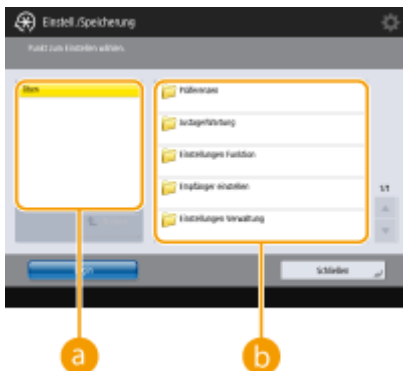 Einstell./Speicherung
Punkt zum Einstellen wählen.
Oben
Präferenzen
Justage/Wartung
Einstellungen Funktion
Empfänger einstellen
Einstellungen Verwaltung
1/1
Schließen
a
b